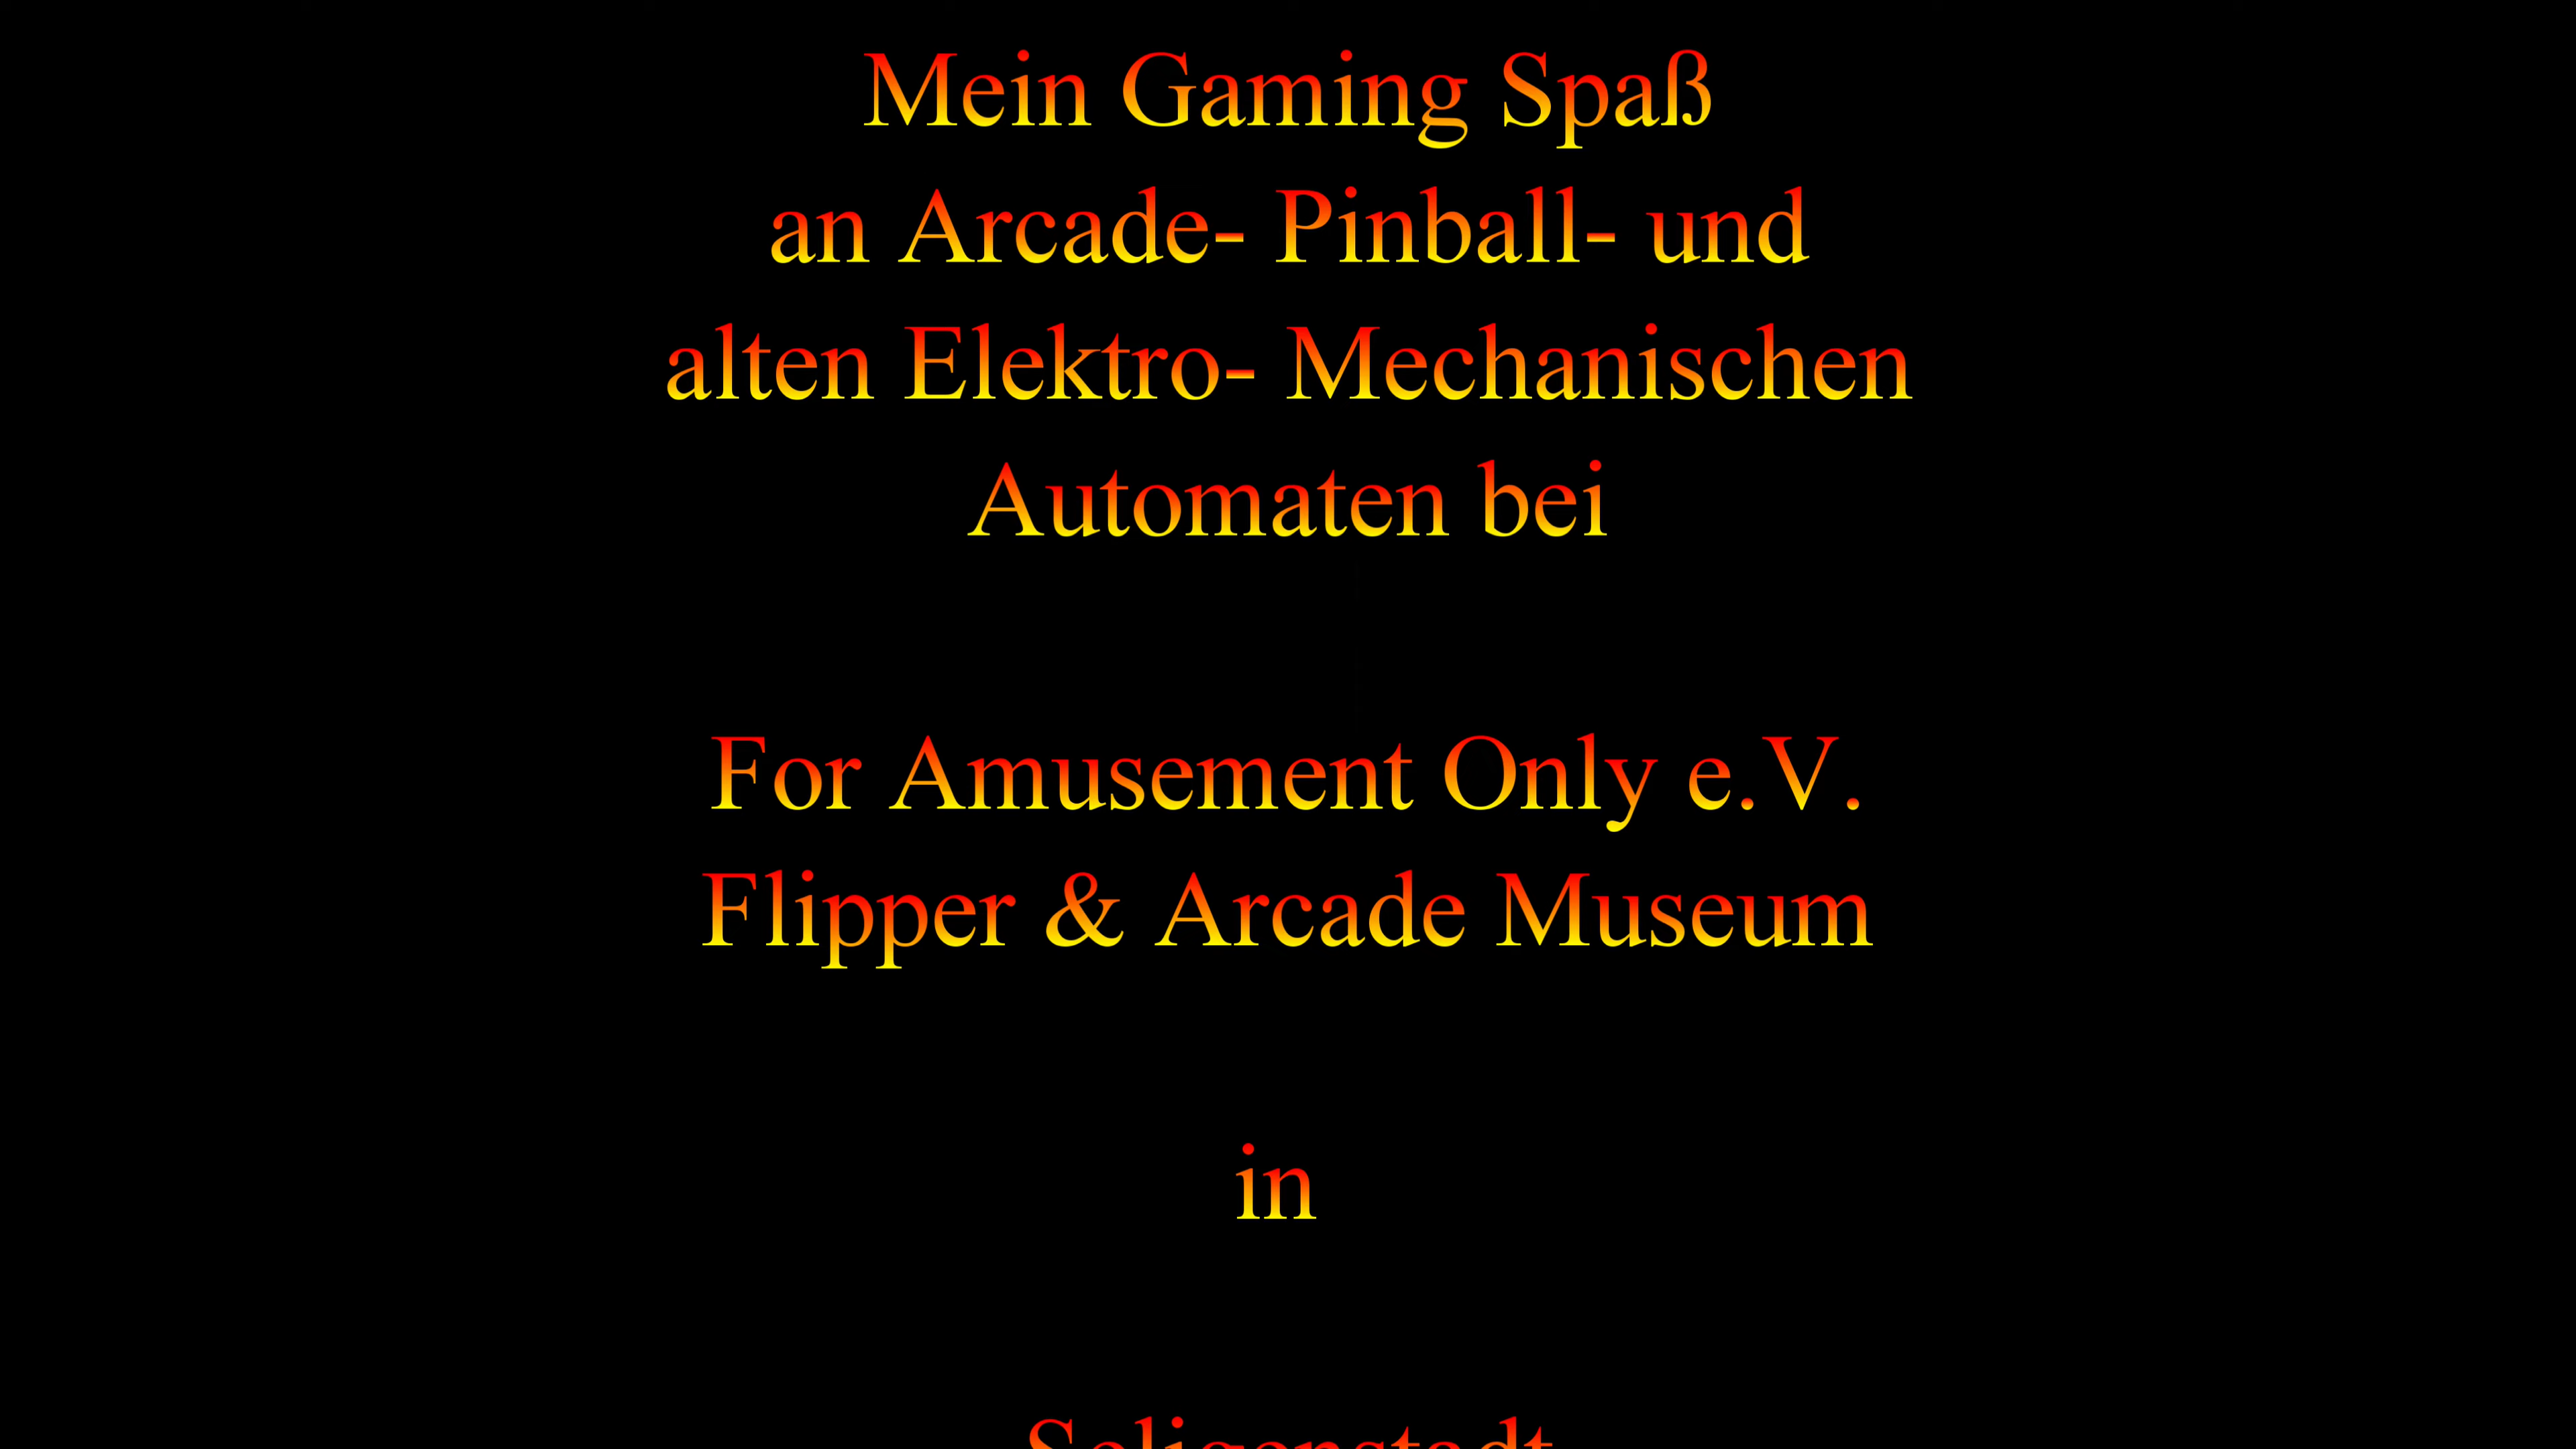 Mein Gaming Spaß
an Arcade- Pinball- und
alten Elektro- Mechanischen
Automaten bei
For Amusement Only e.V.
Flipper & Arcade Museum
in
Seligenstadt